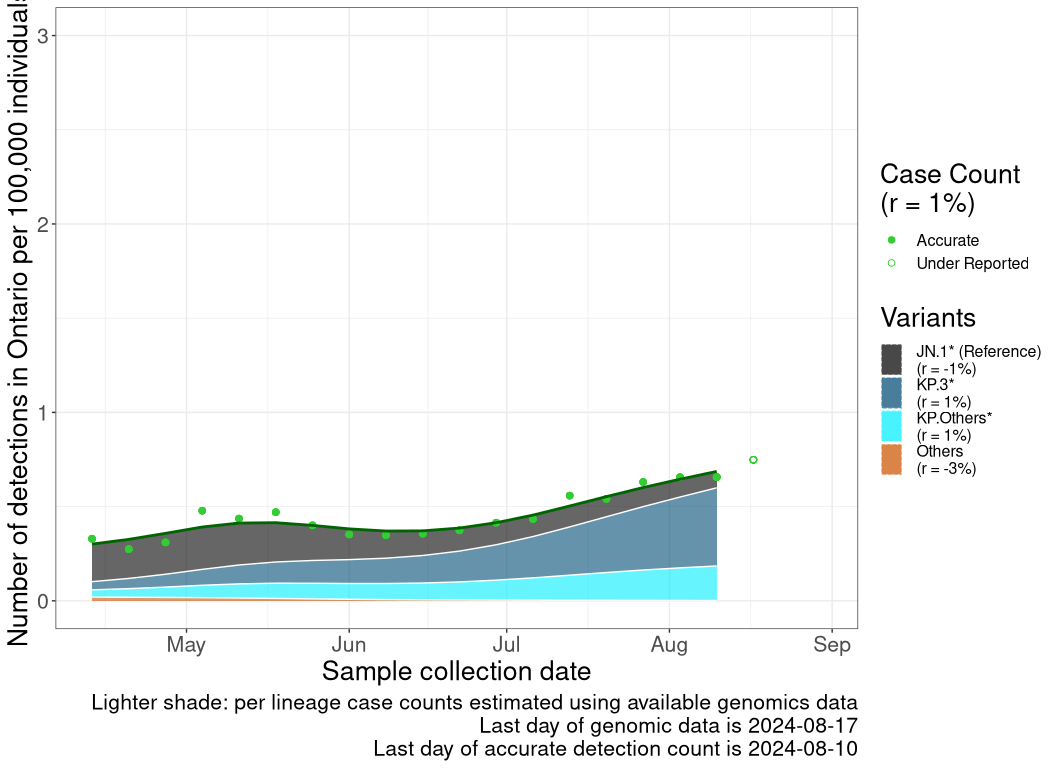 Number of detections in Ontario per 100,000 individuals
3
2
1
0
May
Jun
Jul
Aug
Sep
Sample collection date
Lighter shade: per lineage case counts estimated using available genomics data
Last day of genomic data is 2024-08-17
Last day of accurate detection count is 2024-08-10
Case Count
(r = 1%)
Accurate
Under Reported
Variants
JN.1* (Reference)
(r = -1%)
KP.3*
(r = 1%)
KP.Others*
(r = 1%)
Others
(r = -3%)